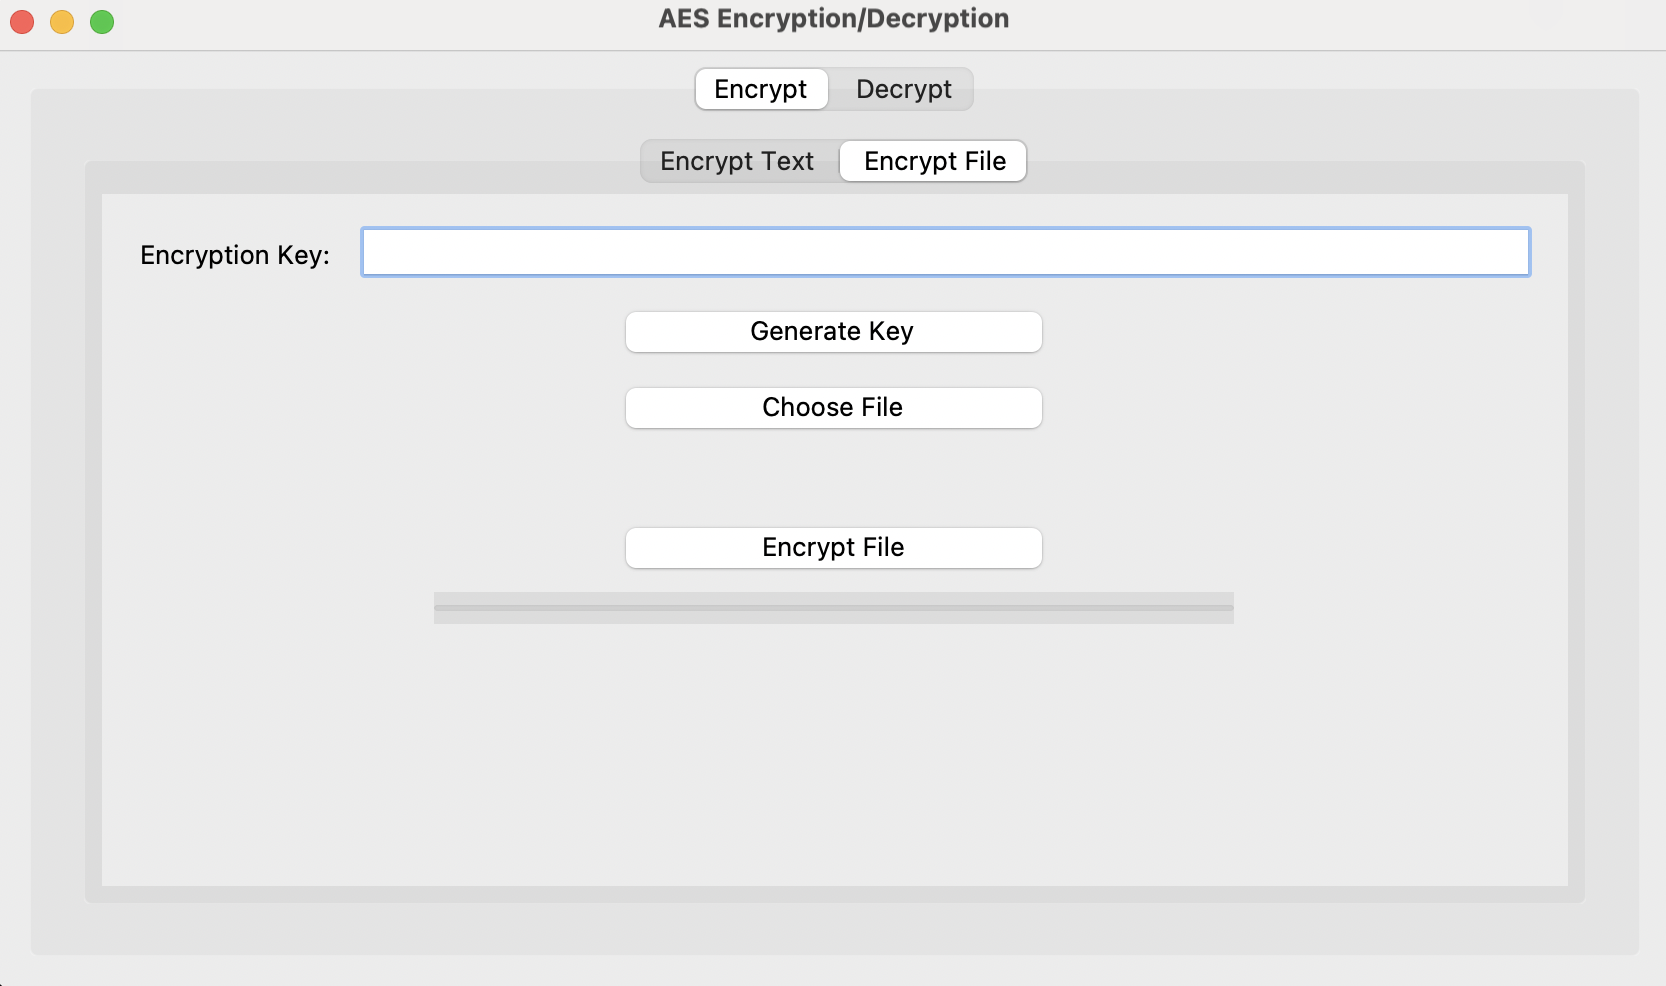 AES Encryption/Decryption
Encrypt Decrypt
Encrypt Text Encrypt File
Encryption Key:
Generate Key
Choose File
Encrypt File